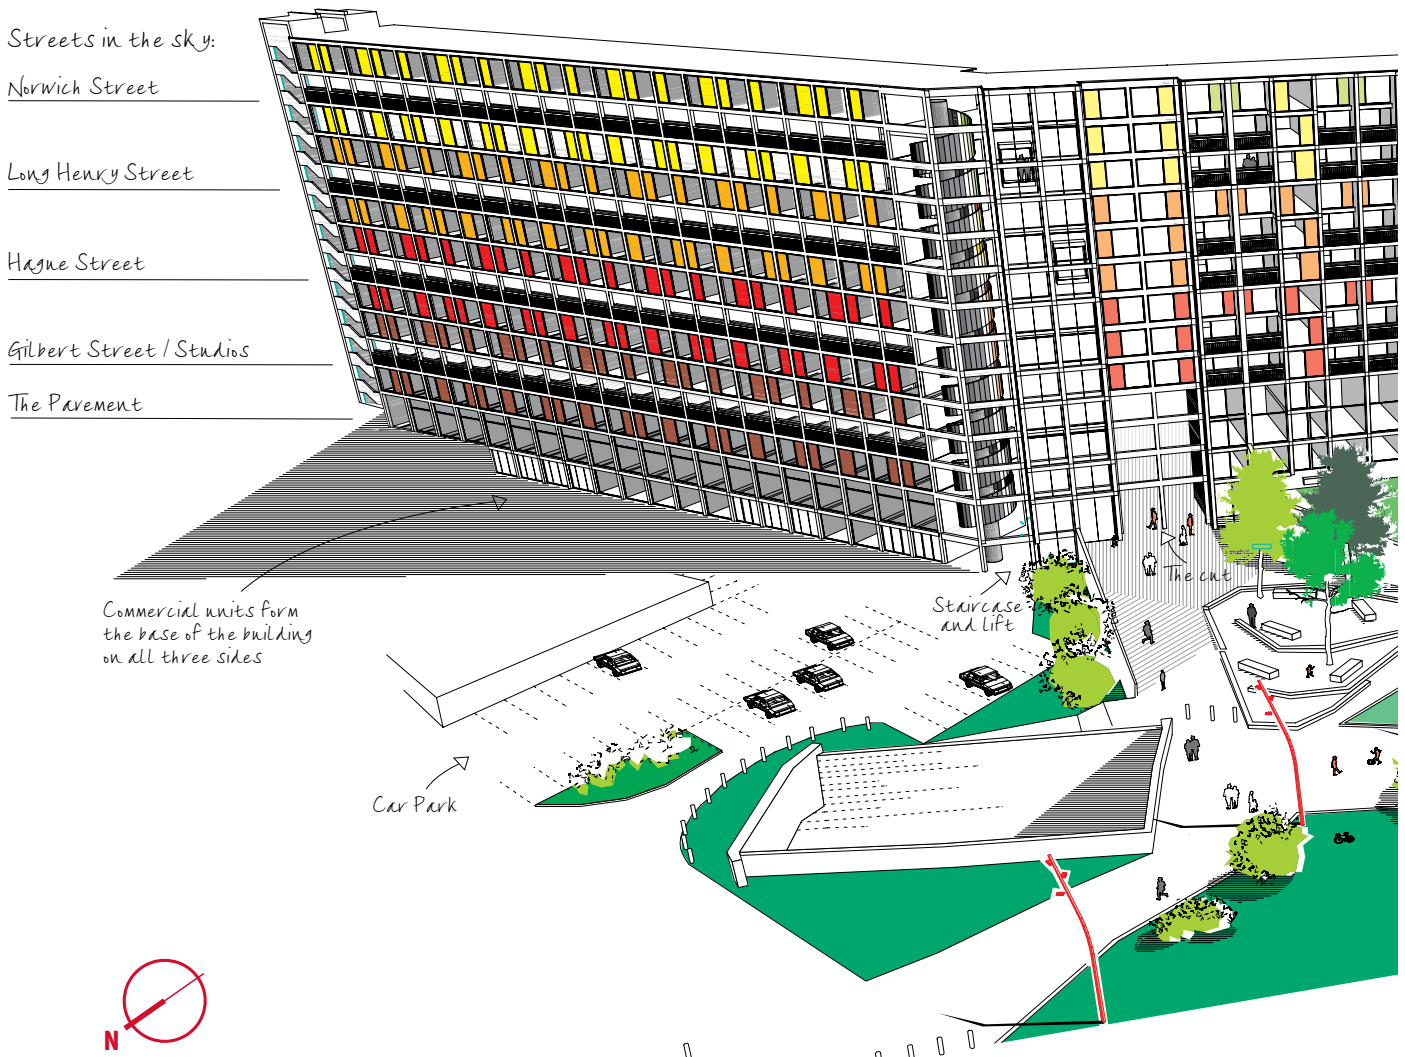 Streets in the sky:
Norwich Street
Long Henry Street
Hague Street
Gilbert Street / Studios
The Pavement
Commercial units form
the base of the building
on all three sides
Staircase
and lift
The cut
Car Park
N